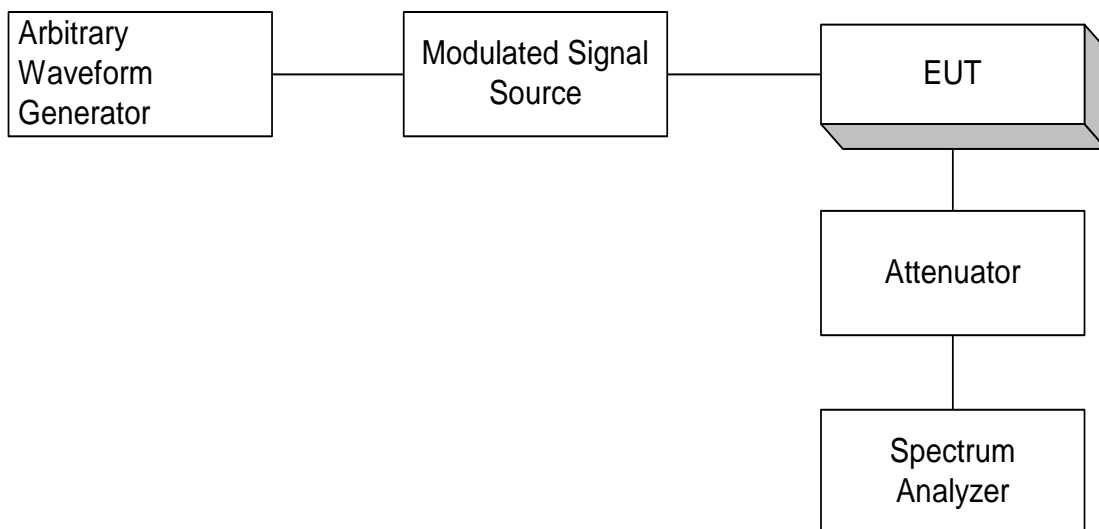 Arbitrary
Waveform
Generator
Modulated Signal
Source
EUT
Attenuator
Spectrum
Analyzer